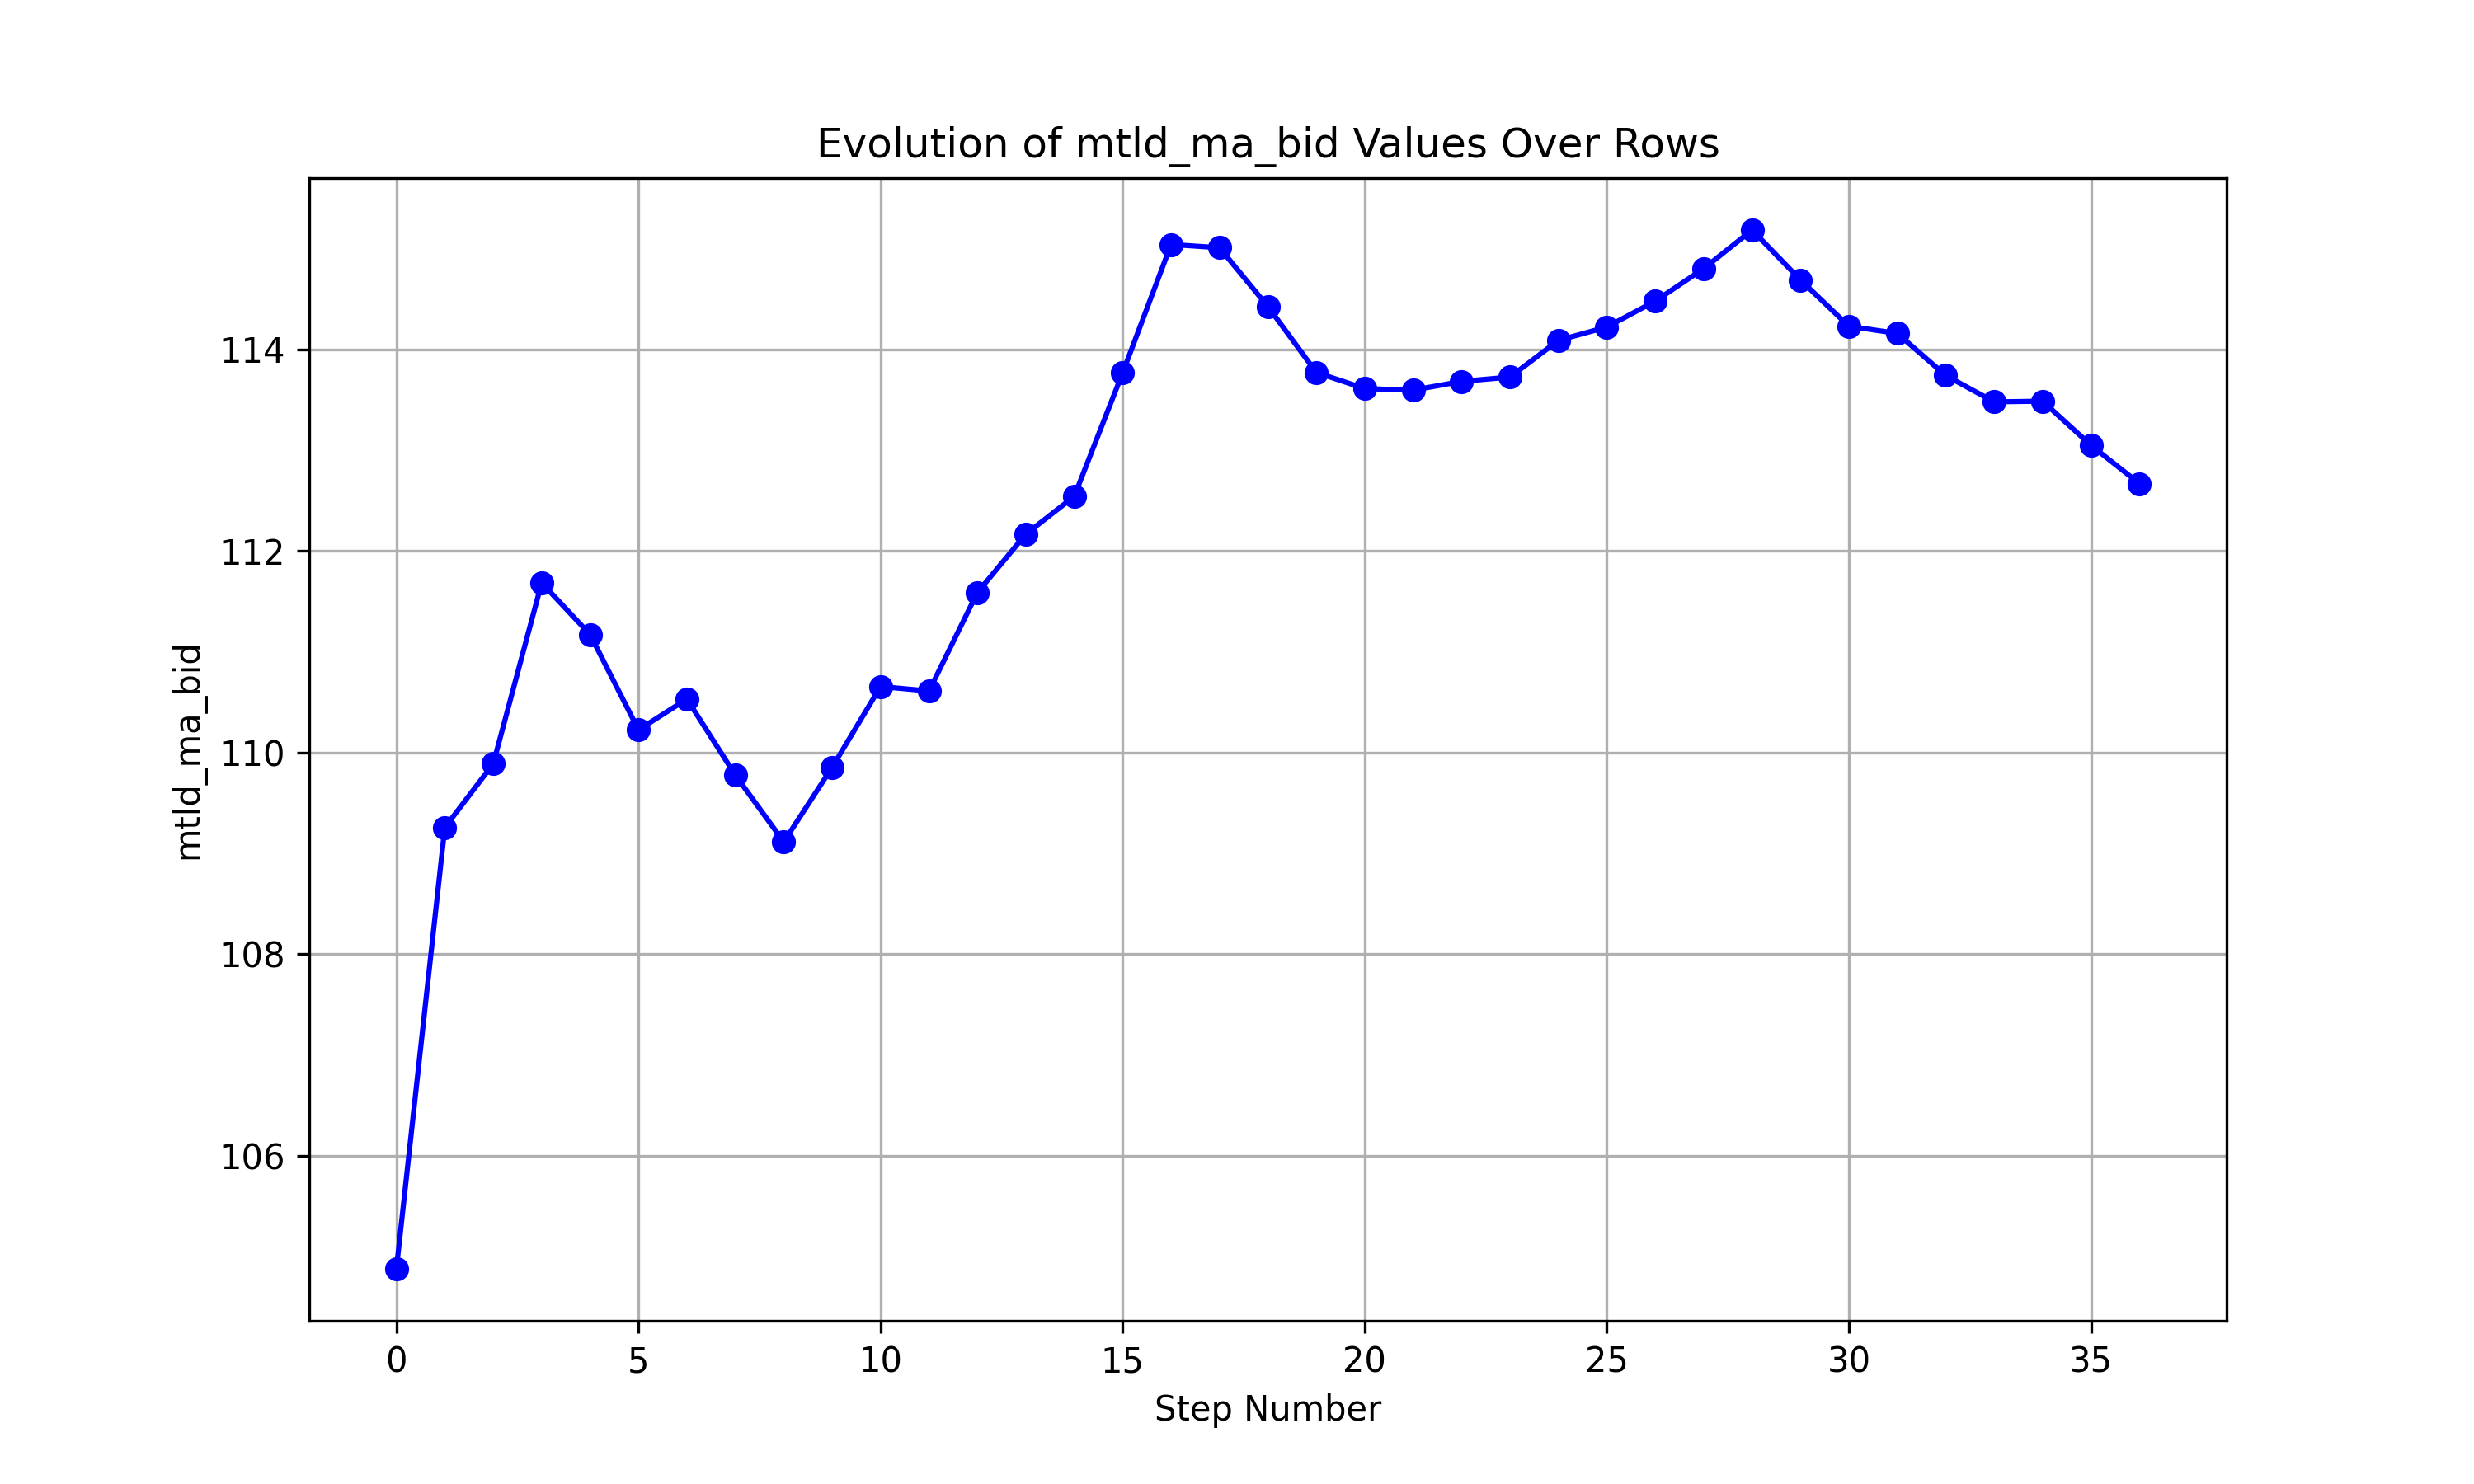 Evolution of mtld_ma_bid Values Over Rows
mtld_ma_bid
114
112
110
108
106
0 5 10 15 20 25 30 35
Step Number